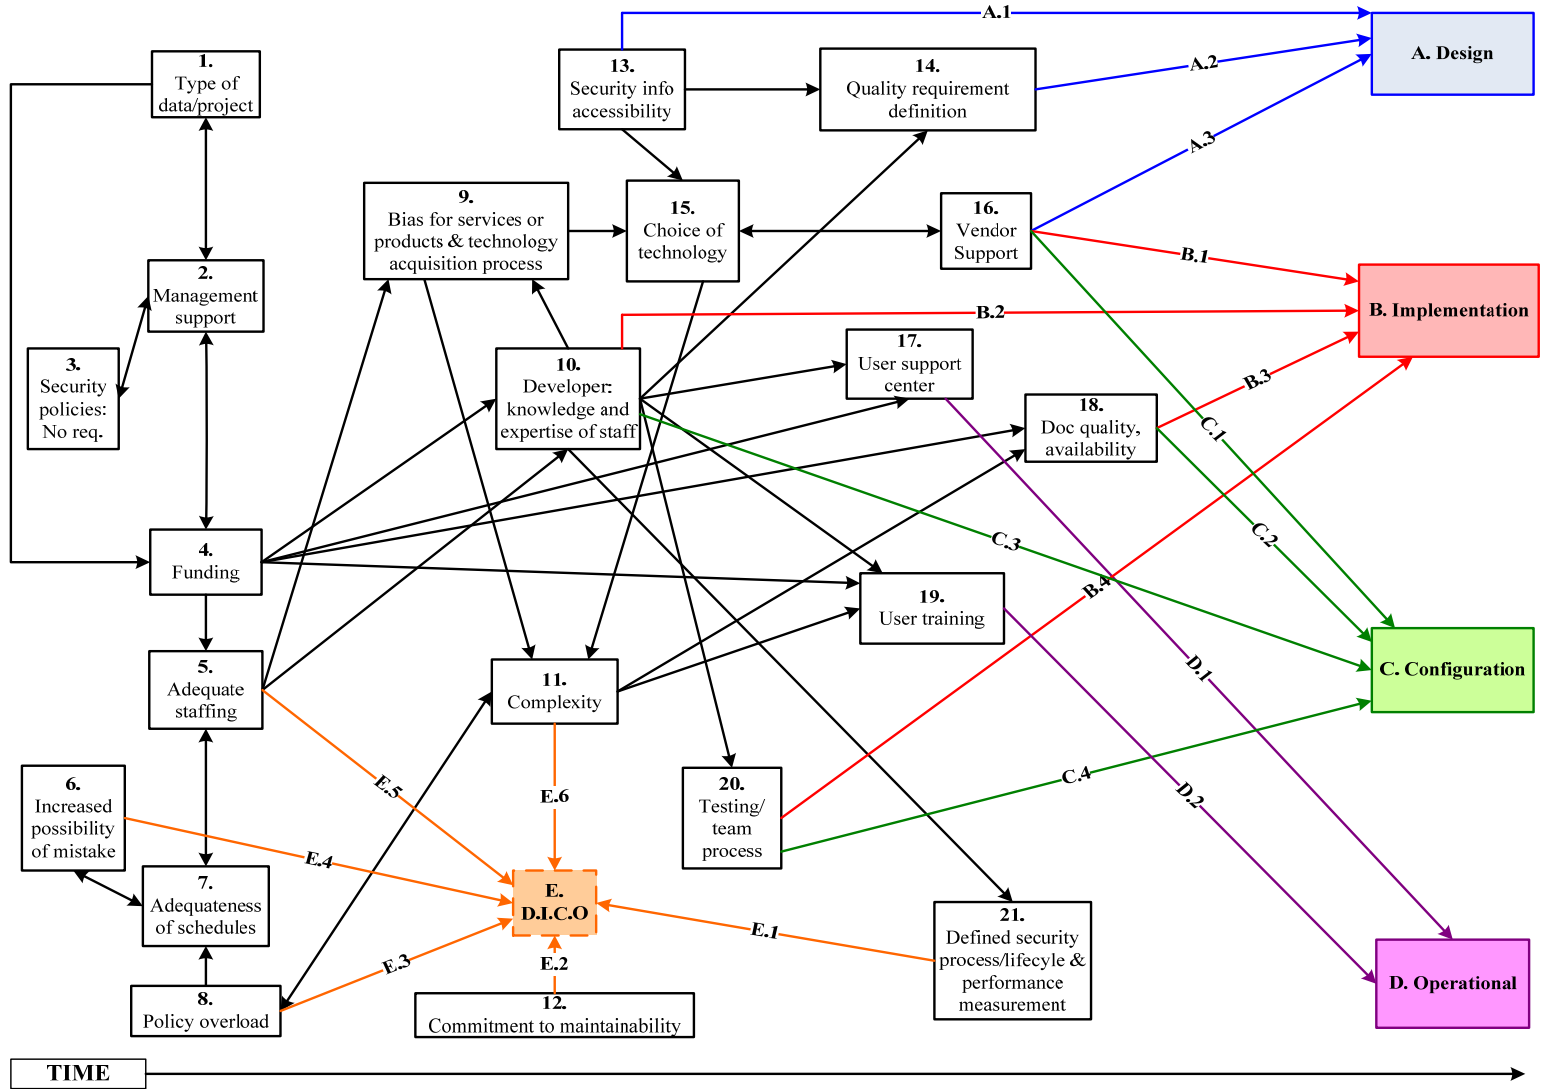 A.1
1.
Type of
data/project
13.
Security info
accessibility
14.
Quality requirement
definition
A.2
A. Design
A.3
9.
Bias for services or
products & technology
acquisition process
15.
Choice of
technology
16.
Vendor
Support
2.
Management
support
B.1
B. Implementation
B.2
3.
Security
policies:
No req.
10.
Developer:
knowledge and
expertise of staff
17.
User support
center
B.3
18.
Doc quality,
availability
C.1
C.2
C.3
4.
Funding
B.4
19.
User training
5.
Adequate
staffing
11.
Complexity
D.1
C. Configuration
6.
Increased
possibility
of mistake
E.5
E.6
20.
Testing/
team
process
C.4
D.2
E.4
7.
Adequateness
of schedules
E.
D.I.C.O
E.1
21.
Defined security
process/lifecyle &
performance
measurement
E.3
E.2
D. Operational
8.
Policy overload
12.
Commitment to maintainability
TIME